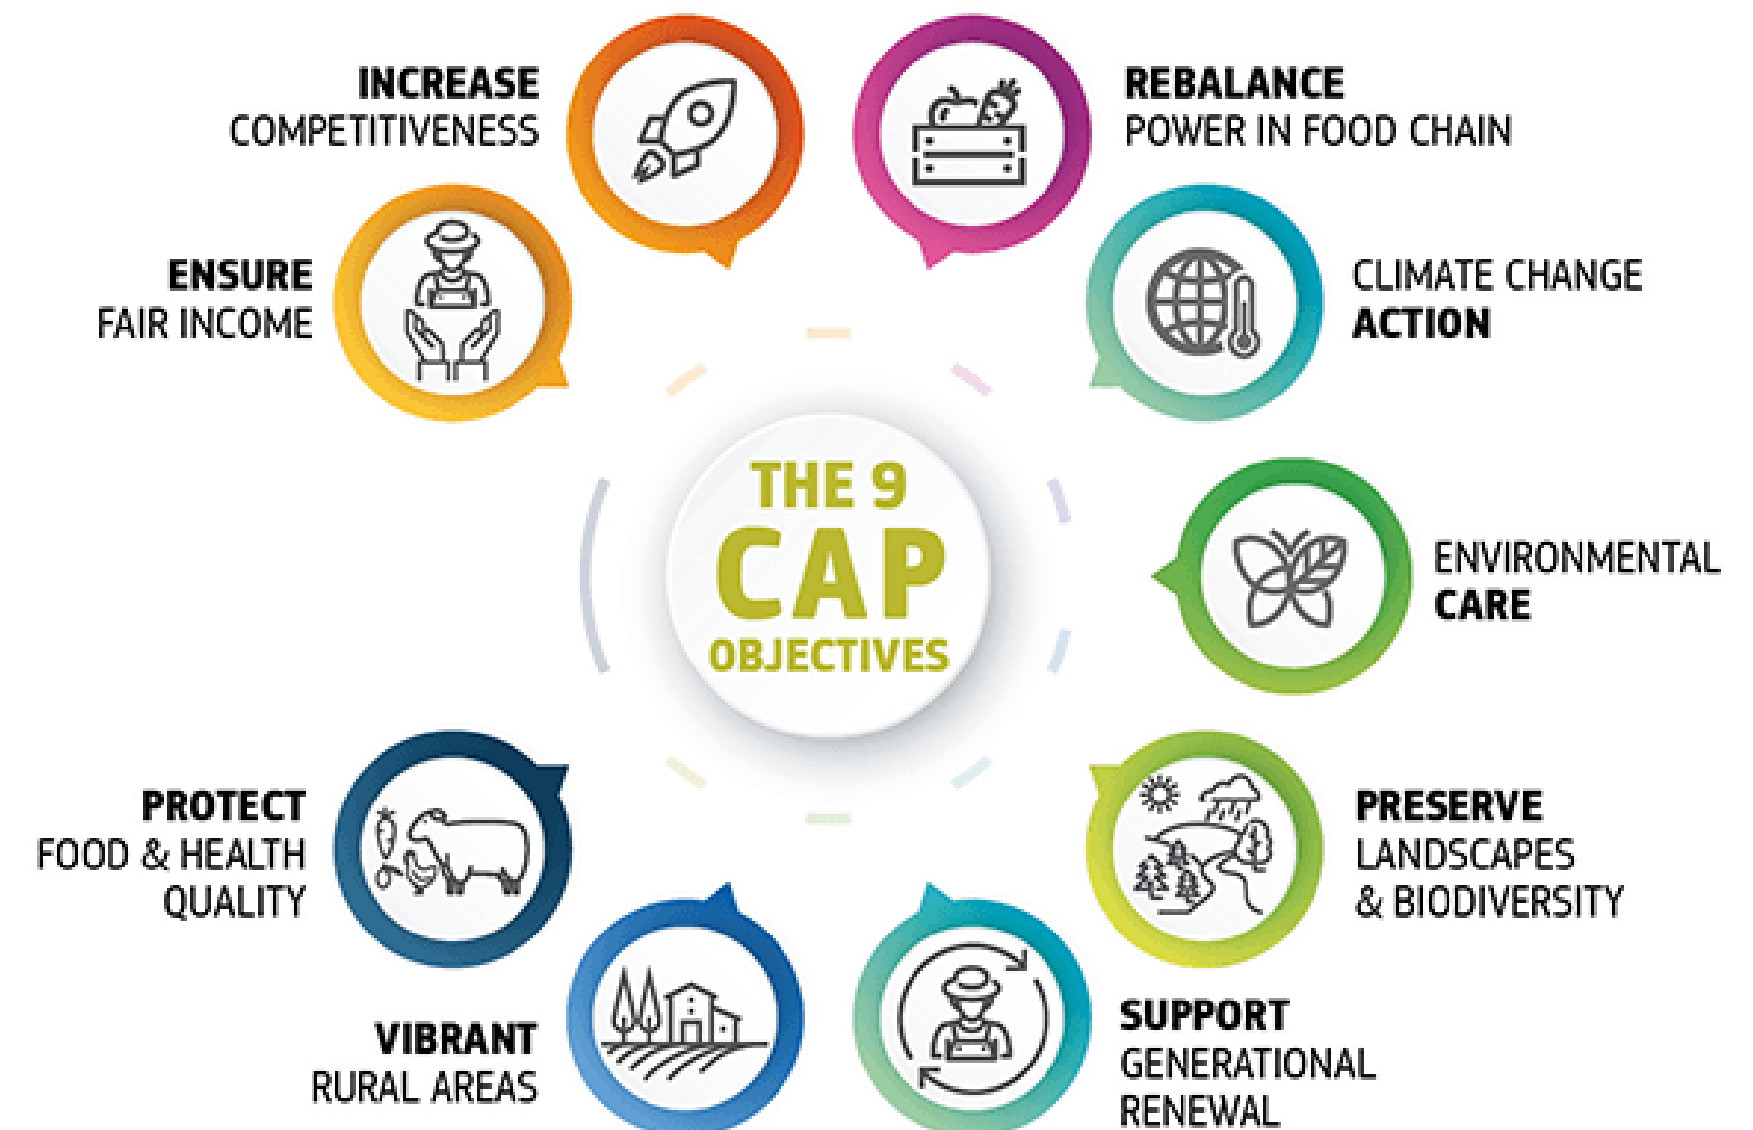 INCREASE
COMPETITIVENESS
REBALANCE
POWER IN FOOD CHAIN
ENSURE
FAIR INCOME
CLIMATE CHANGE
ACTION
THE 9
CAP
OBJECTIVES
ENVIRONMENTAL
CARE
PROTECT
FOOD & HEALTH
QUALITY
PRESERVE
LANDSCAPES
& BIODIVERSITY
VIBRANT
RURAL AREAS
SUPPORT
GENERATIONAL
RENEWAL